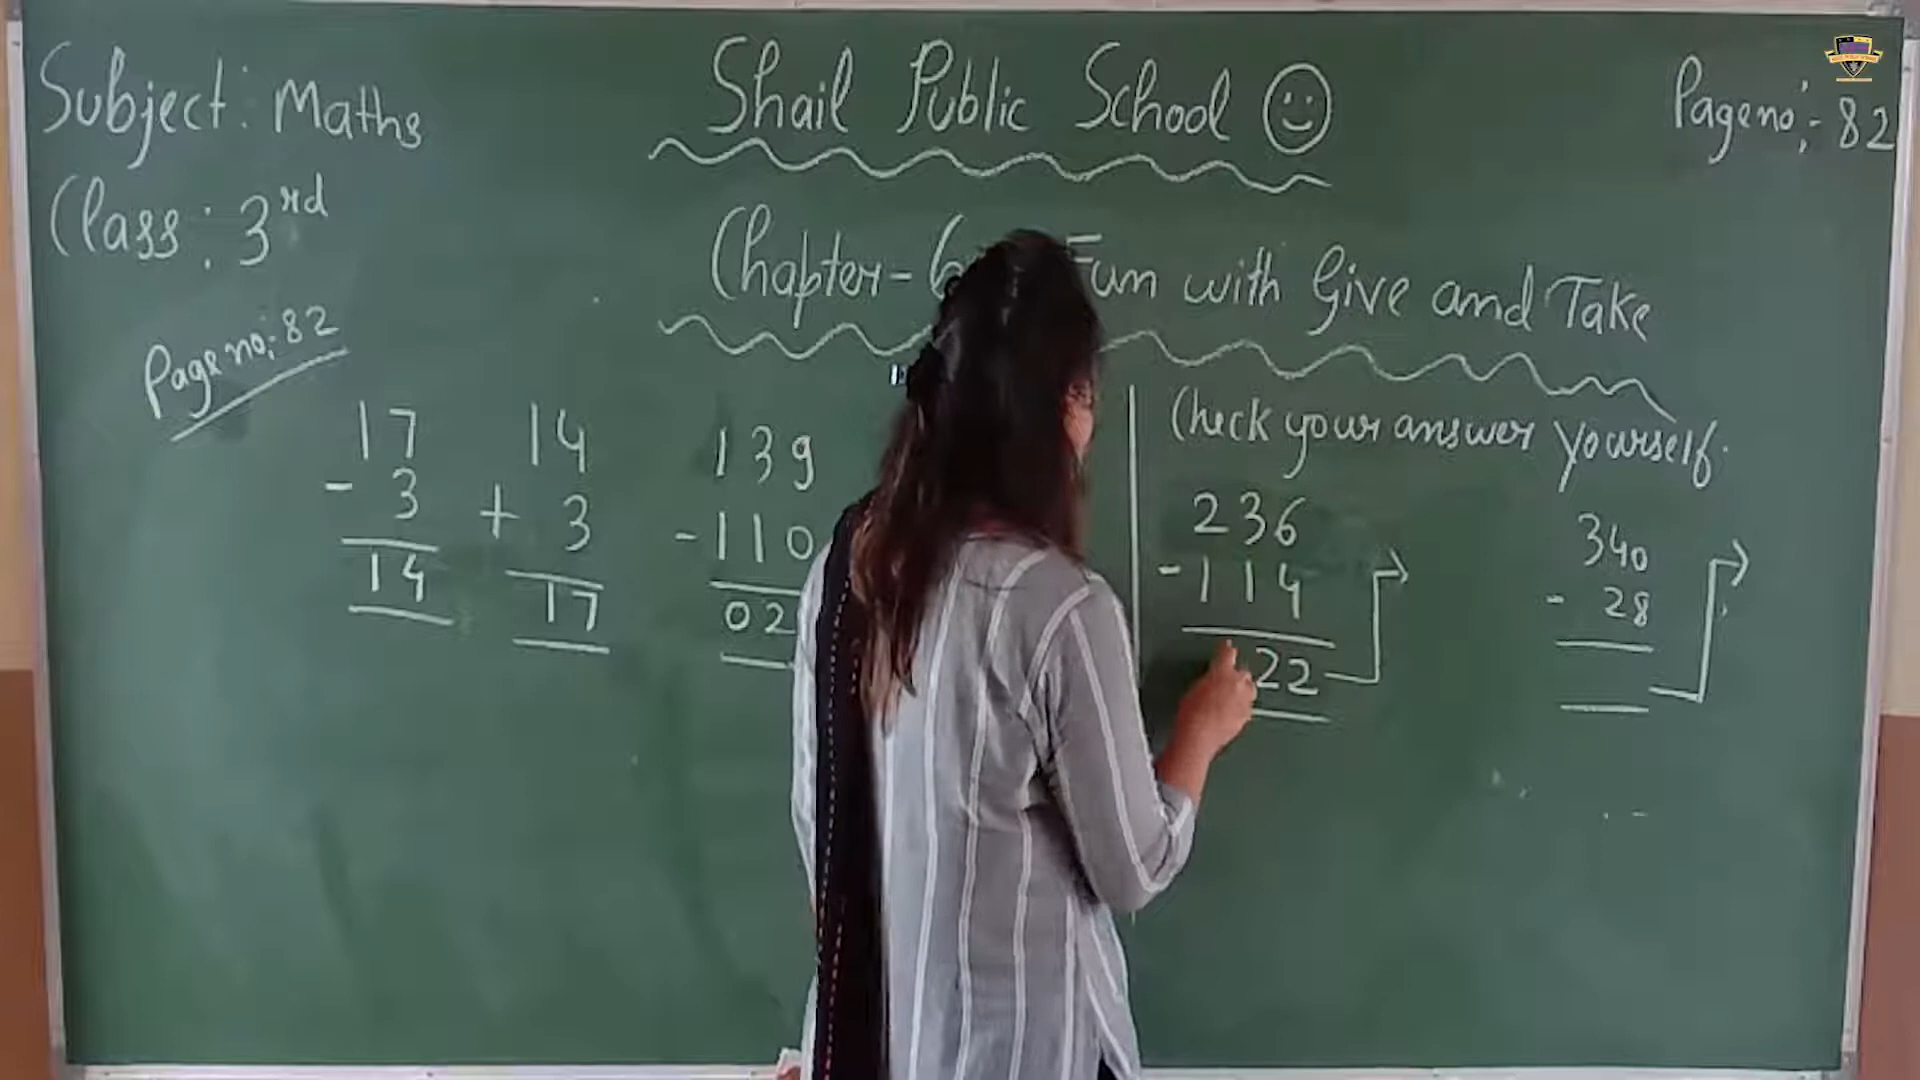 Subject: Maths
Shail Public School
Page no:- 82
Class: 3rd
Chapter-6 Fun with Give and Take
Page no:- 82
Check your answer yourself.
17
- 3
14
14
+ 3
17
139
-110
02
236
-114
22
340
- 28